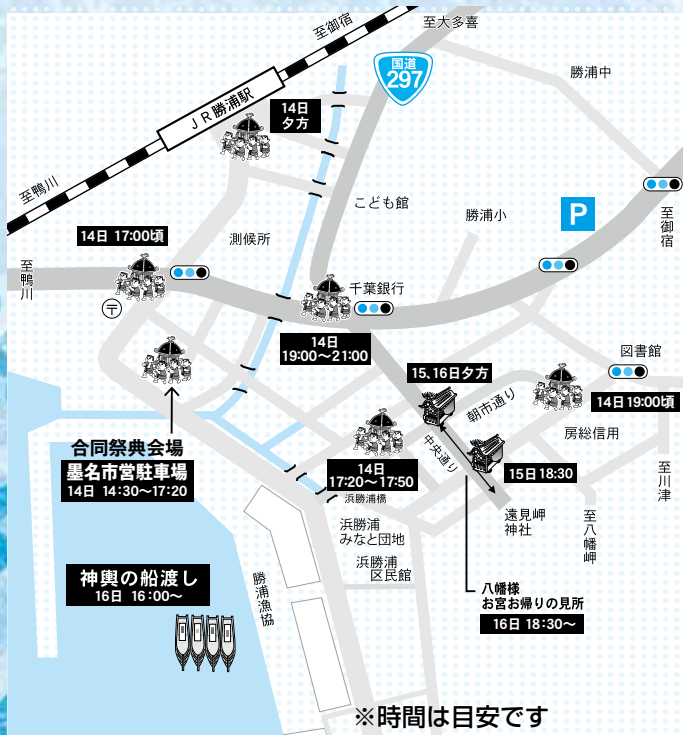 至御宿
至大多喜
国道
297
勝浦中
JR勝浦駅
14日
夕方
至鴨川
こども館
勝浦小
P
至御宿
14日 17:00頃
測候所
至鴨川
千葉銀行
〒
14日
19:00〜21:00
図書館
15、16日夕方
朝市通り
14日19:00頃
房総信用
合同祭典会場
墨名市営駐車場
14日 14:30〜17:20
中央通り
14日
17:20〜17:50
15日18:30
浜勝浦橋
至川津
遠見岬
神社
至八幡岬
浜勝浦
みなと団地
浜勝浦
区民館
神輿の船渡し
16日 16:00〜
勝浦漁協
八幡様
お宮お帰りの見所
16日 18:30〜
※時間は目安です